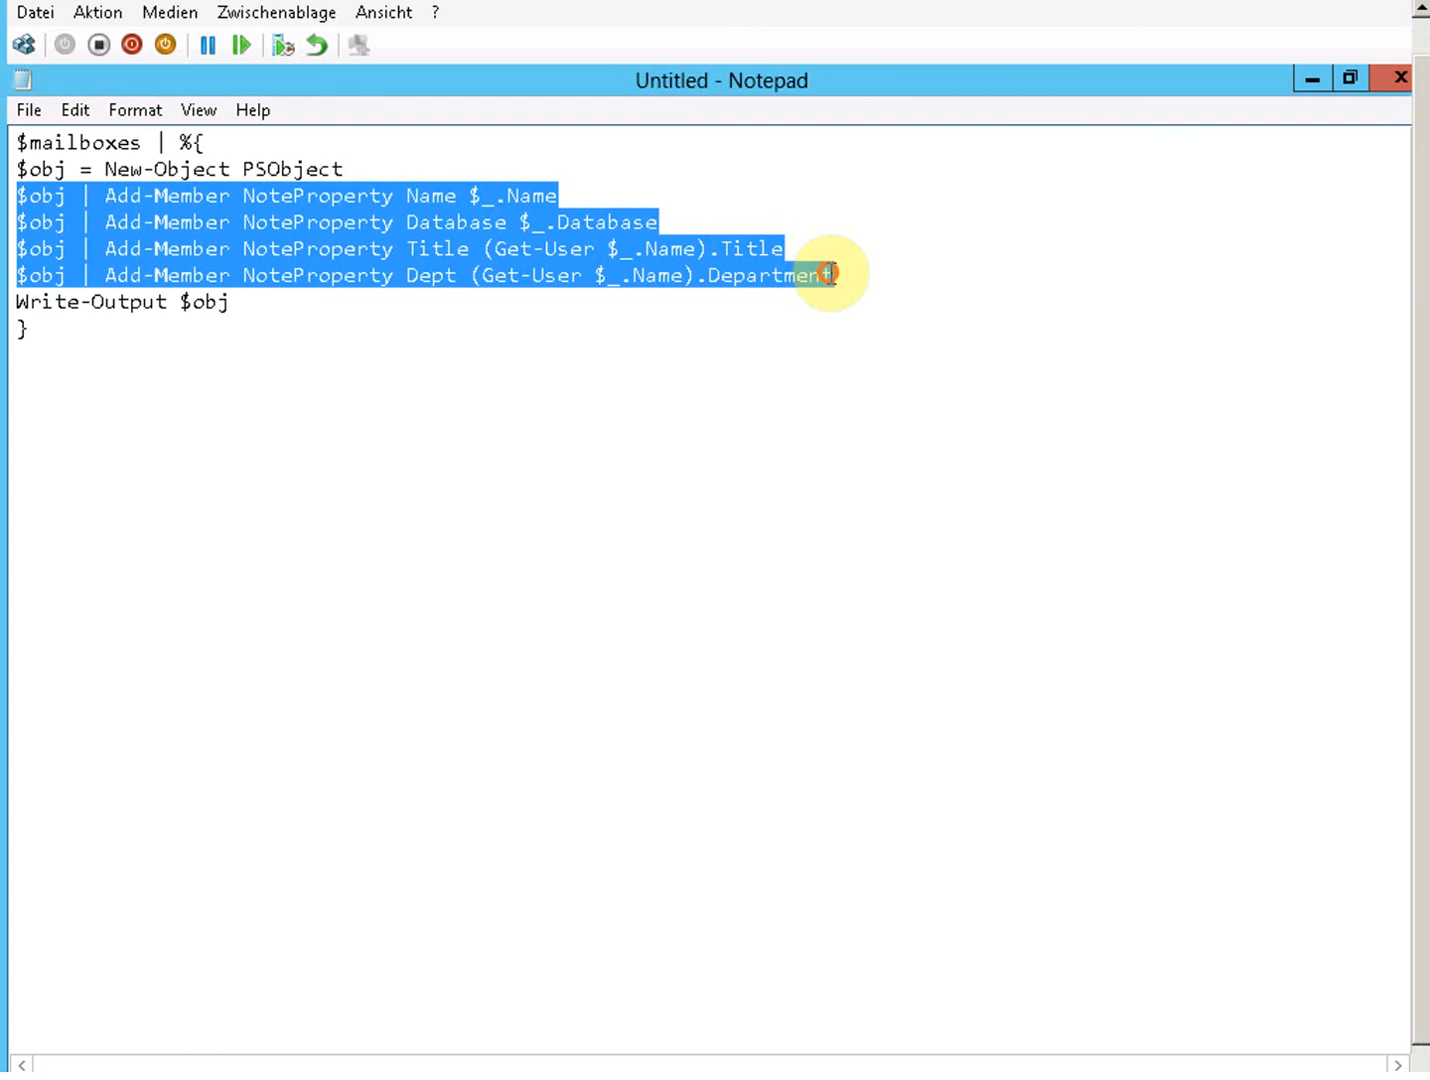 Datei Aktion Medien Zwischenablage Ansicht ?
Untitled - Notepad
File Edit Format View Help
$mailboxes | %{
$obj = New-Object PSObject
$obj | Add-Member NoteProperty Name $_.Name
$obj | Add-Member NoteProperty Database $_.Database
$obj | Add-Member NoteProperty Title (Get-User $_.Name).Title
$obj | Add-Member NoteProperty Dept (Get-User $_.Name).Department
Write-Output $obj
}